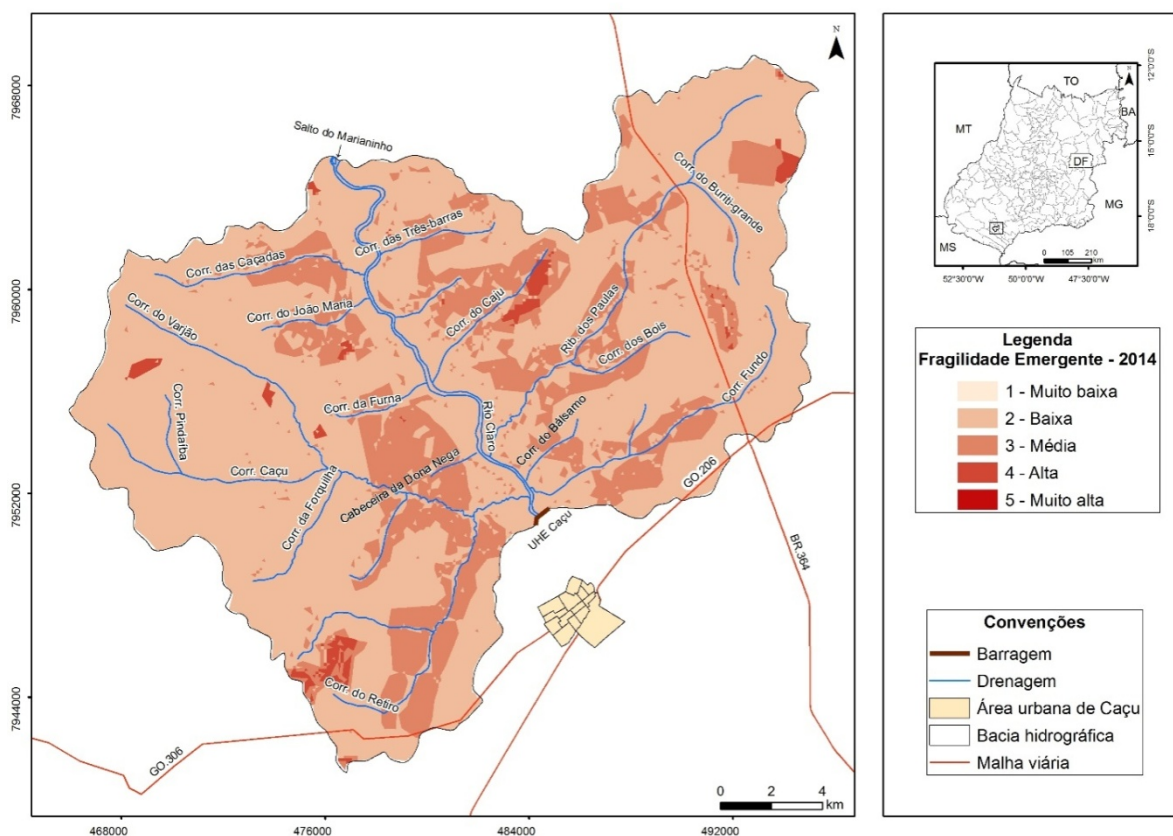 7968000
7960000
7952000
7944000
468000
476000
484000
492000
N
Salto do Marianinho
Corr. do Buriti-grande
Corr. das Três-barras
Corr. das Caçadas
Corr. do Varjão
Corr. do João Maria
Corr. do Caju
Rib. dos Paulas
Corr. dos Bois
Corr. Fundo
Corr. Pindaíba
Corr. da Furna
Rio Claro
Corr. do Bálsamo
Corr. Caçu
Cabeceira da Dona Nega
Corr. da Forquilha
GO.206
UHE Caçu
BR.364
Corr. do Retiro
GO.306
0 2 4
km
N
TO
MT
BA
DF
MG
MS
12°0'0"S
15°0'0"S
18°0'0"S
0 105 210
km
52°30'0"S
50°0'0"S
47°30'0"S
Legenda
Fragilidade Emergente - 2014
1 - Muito baixa
2 - Baixa
3 - Média
4 - Alta
5 - Muito alta
Convenções
Barragem
Drenagem
Área urbana de Caçu
Bacia hidrográfica
Malha viária